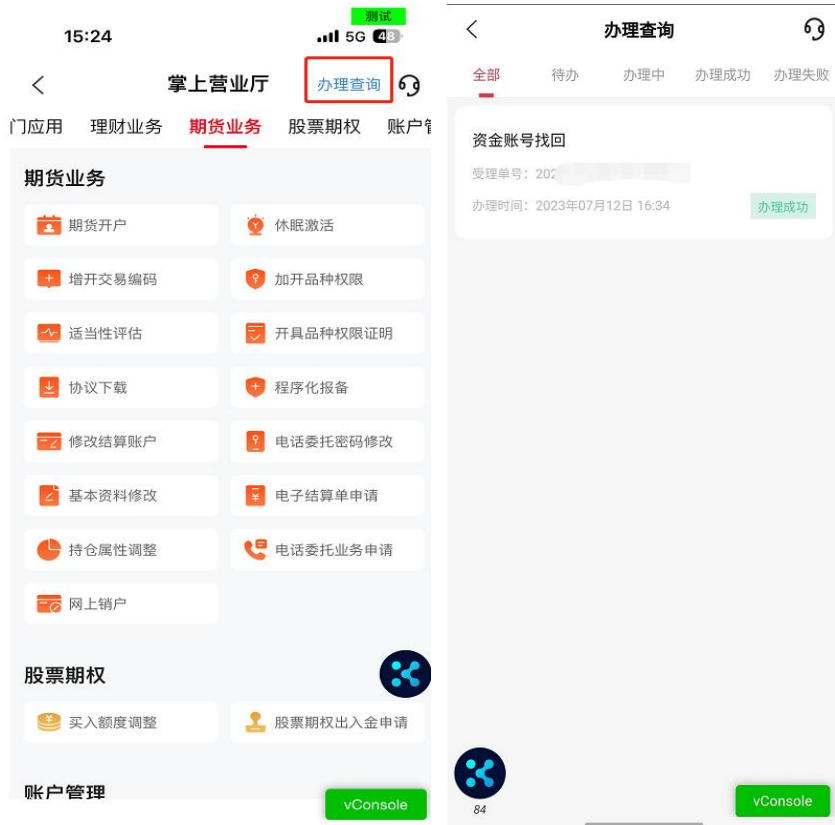 测试
15:24
5G 48
掌上营业厅
办理查询
门应用 理财业务 期货业务 股票期权
期货业务
期货开户 休眠激活
增开交易编码 加开品种权限
适当性评估 开具品种权限证明
协议下载 程序化报备
修改结算账户 电话委托密码修改
基本资料修改 电子结算单申请
持仓属性调整 电话委托业务申请
网上销户
股票期权
买入额度调整 股票期权出入金申请
账户管理
vConsole
办理查询
全部 待办 办理中 办理成功 办理失败
资金账号找回
受理单号：202
办理时间：2023年07月12日 16:34
办理成功
84
vConsole